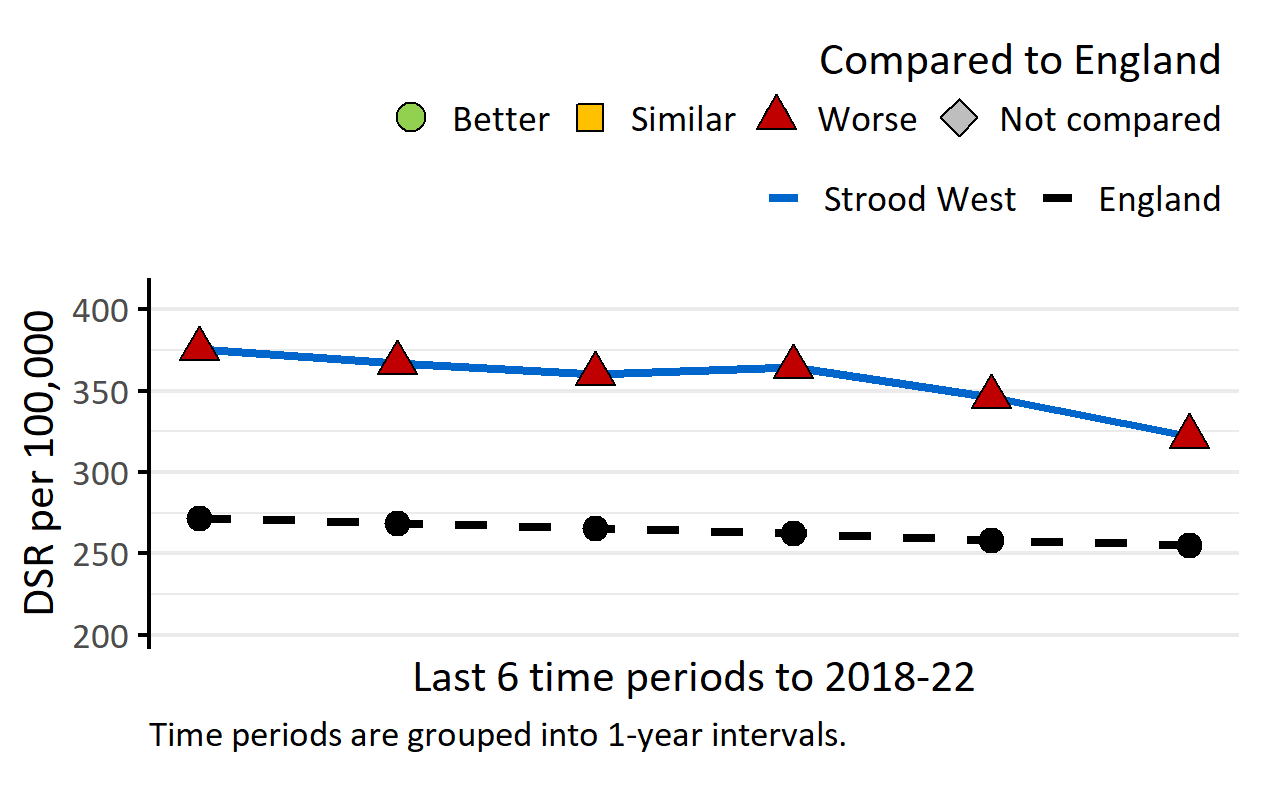 Compared to England
Better Similar Worse Not compared
Strood West England
400
350
300
250
200
DSR per 100,000
Last 6 time periods to 2018-22
Time periods are grouped into 1-year intervals.